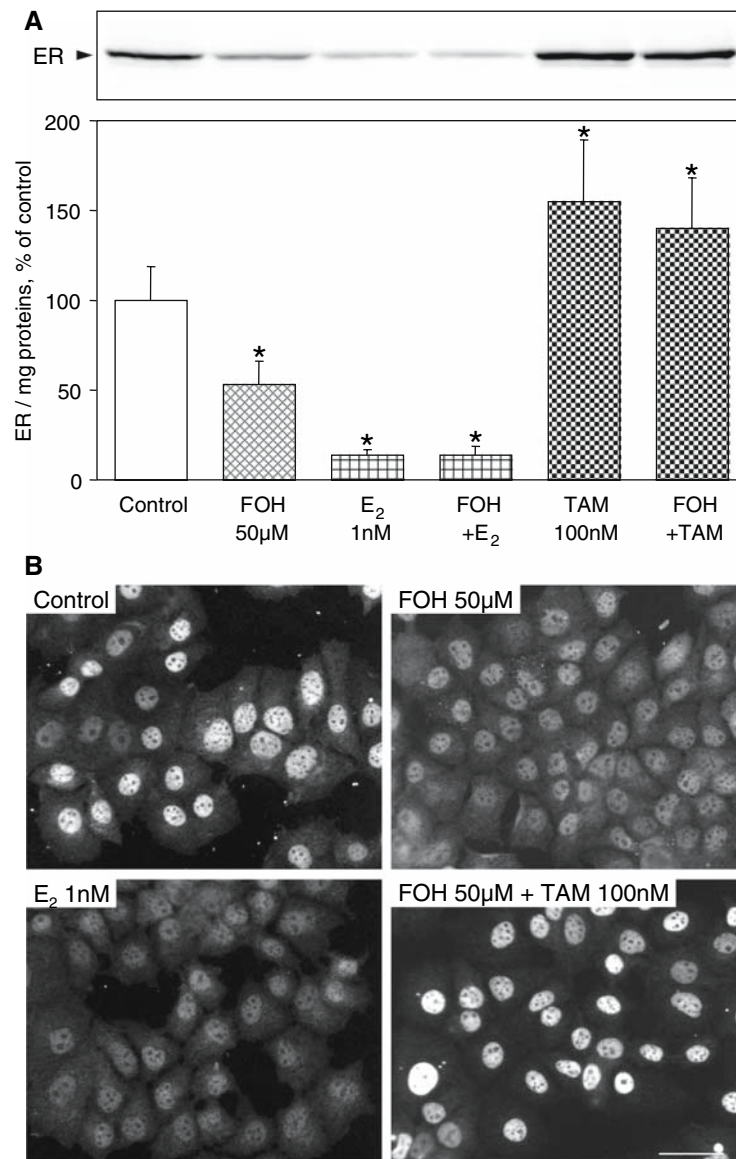 A
ER ►
ER / mg proteins, % of control
200
150
100
50
0
*
*
*
*
*
Control
FOH 50µM
E₂ 1nM
FOH +E₂
TAM 100nM
FOH +TAM
B
Control
FOH 50µM
E₂ 1nM
FOH 50µM + TAM 100nM